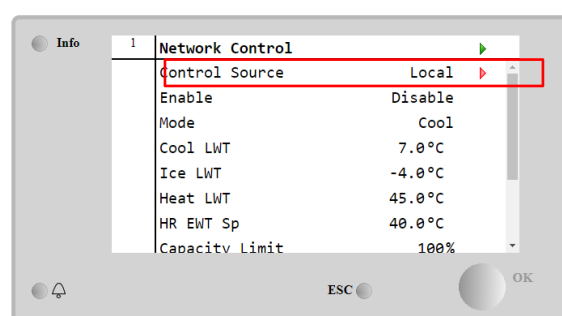 Info
1 Network Control
Control Source Local
Enable Disable
Mode Cool
Cool LWT 7.0°C
Ice LWT -4.0°C
Heat LWT 45.0°C
HR EWT Sp 40.0°C
Capacity Limit 100%
ESC
OK